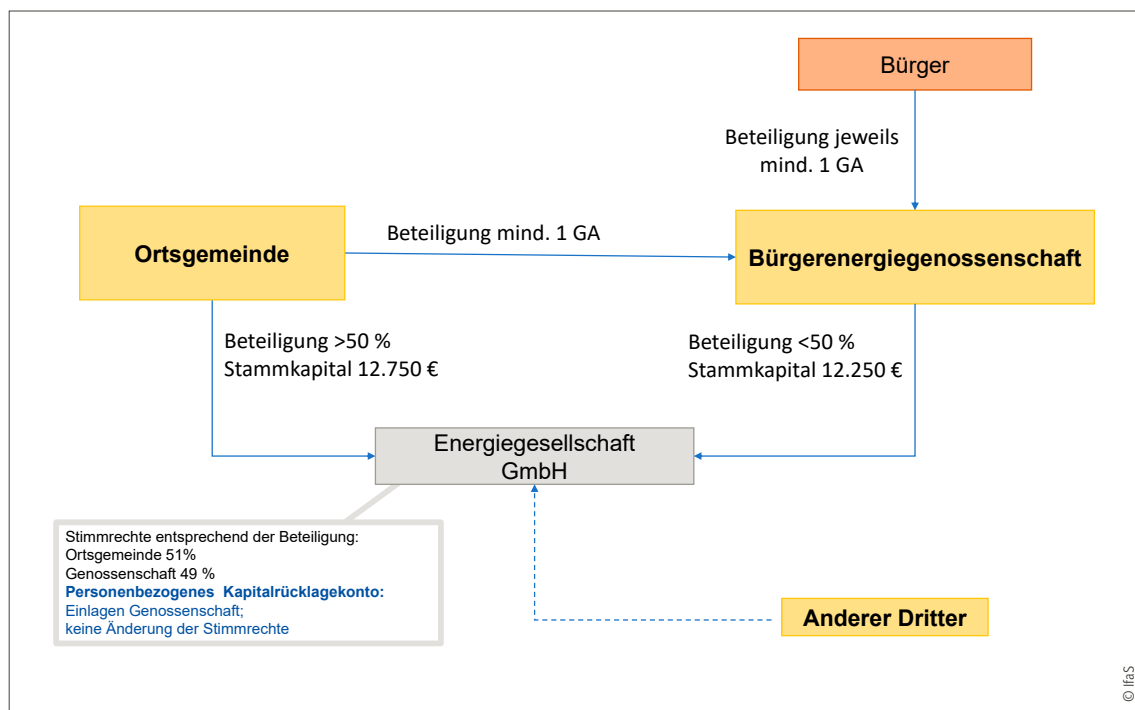 Bürger
Beteiligung jeweils
mind. 1 GA
Ortsgemeinde
Beteiligung mind. 1 GA
Bürgerenergiegenossenschaft
Beteiligung >50 %
Stammkapital 12.750 €
Beteiligung <50 %
Stammkapital 12.250 €
Energiegesellschaft
GmbH
Stimmrechte entsprechend der Beteiligung:
Ortsgemeinde 51%
Genossenschaft 49 %
Personenbezogenes Kapitalrücklagekonto:
Einlagen Genossenschaft;
keine Änderung der Stimmrechte
Anderer Dritter
© IfaS